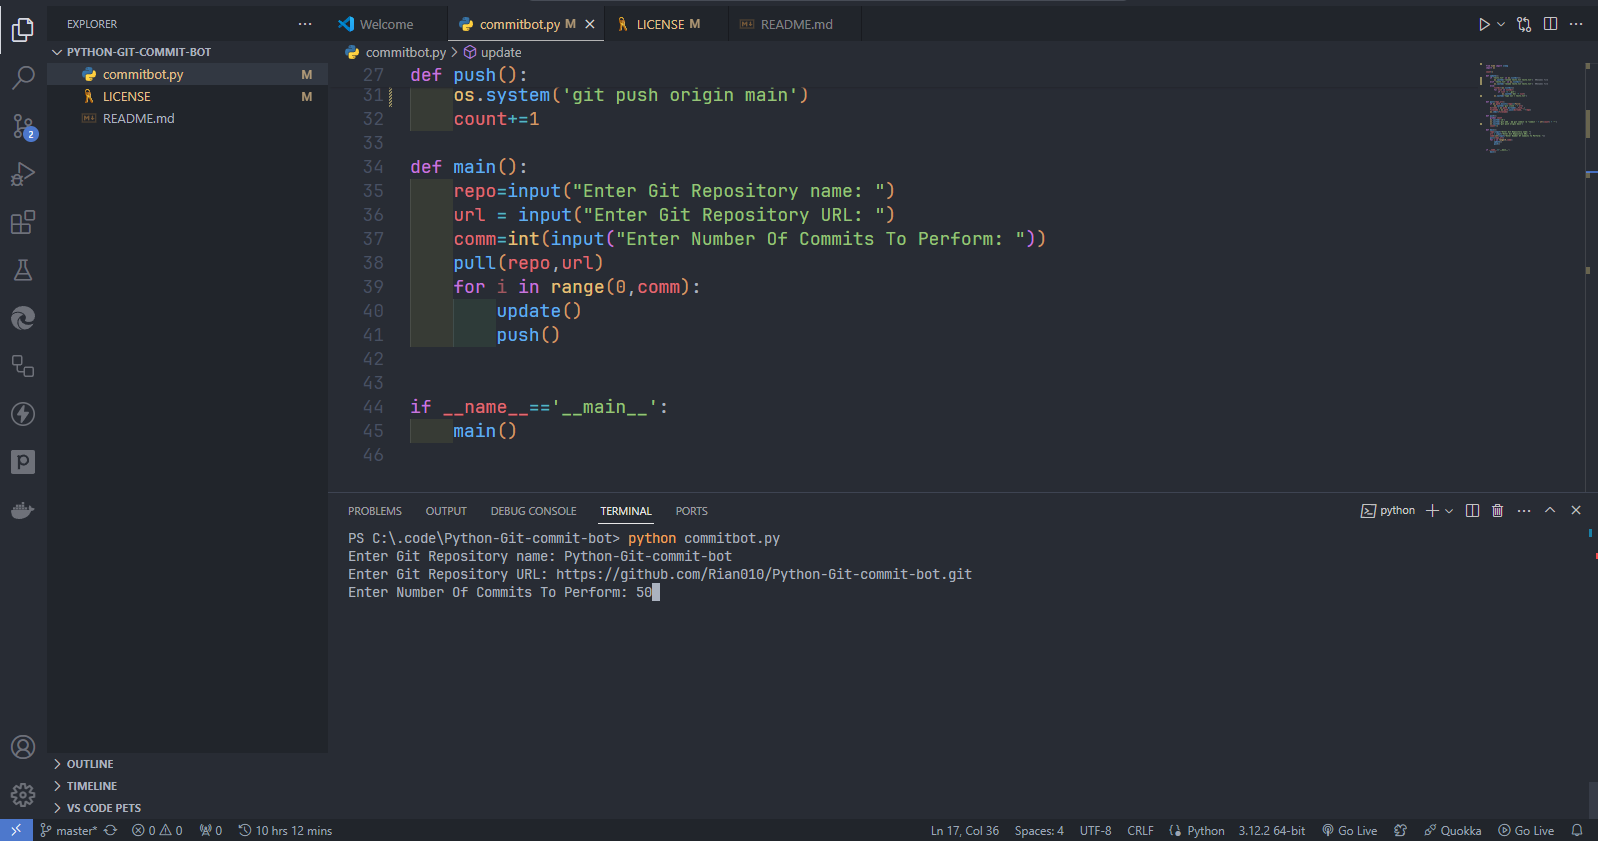 EXPLORER
Welcome
commitbot.py M
LICENSE M
README.md
PYTHON-GIT-COMMIT-BOT
commitbot.py M
LICENSE M
README.md
2
commitbot.py > update
27 def push():
31 os.system('git push origin main')
32 count+=1
33
34 def main():
35 repo=input("Enter Git Repository name: ")
36 url = input("Enter Git Repository URL: ")
37 comm=int(input("Enter Number Of Commits To Perform: "))
38 pull(repo,url)
39 for i in range(0,comm):
40 update()
41 push()
42
43
44 if __name__=='__main__':
45 main()
46
PROBLEMS OUTPUT DEBUG CONSOLE TERMINAL PORTS
python
PS C:\.code\Python-Git-commit-bot> python commitbot.py
Enter Git Repository name: Python-Git-commit-bot
Enter Git Repository URL: https://github.com/Rian010/Python-Git-commit-bot.git
Enter Number Of Commits To Perform: 50
OUTLINE
TIMELINE
VS CODE PETS
master* 0 0 0 10 hrs 12 mins Ln 17, Col 36 Spaces: 4 UTF-8 CRLF Python 3.12.2 64-bit Go Live Quokka Go Live